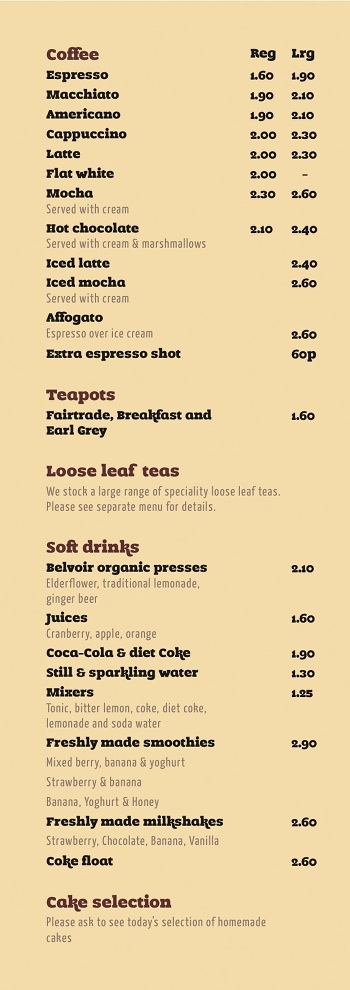 Coffee Reg Lrg
Espresso 1.60 1.90
Macchiato 1.90 2.10
Americano 1.90 2.10
Cappuccino 2.00 2.30
Latte 2.00 2.30
Flat white 2.00 –
Mocha 2.30 2.60
Served with cream
Hot chocolate 2.10 2.40
Served with cream & marshmallows
Iced latte 2.40
Iced mocha 2.60
Served with cream
Affogato
Espresso over ice cream 2.60
Extra espresso shot 60p
Teapots
Fairtrade, Breakfast and 1.60
Earl Grey
Loose leaf teas
We stock a large range of speciality loose leaf teas.
Please see separate menu for details.
Soft drinks
Belvoir organic presses 2.10
Elderflower, traditional lemonade,
ginger beer
Juices 1.60
Cranberry, apple, orange
Coca-Cola & diet Coke 1.90
Still & sparkling water 1.30
Mixers 1.25
Tonic, bitter lemon, coke, diet coke,
lemonade and soda water
Freshly made smoothies 2.90
Mixed berry, banana & yoghurt
Strawberry & banana
Banana, Yoghurt & Honey
Freshly made milkshakes 2.60
Strawberry, Chocolate, Banana, Vanilla
Coke float 2.60
Cake selection
Please ask to see today's selection of homemade
cakes